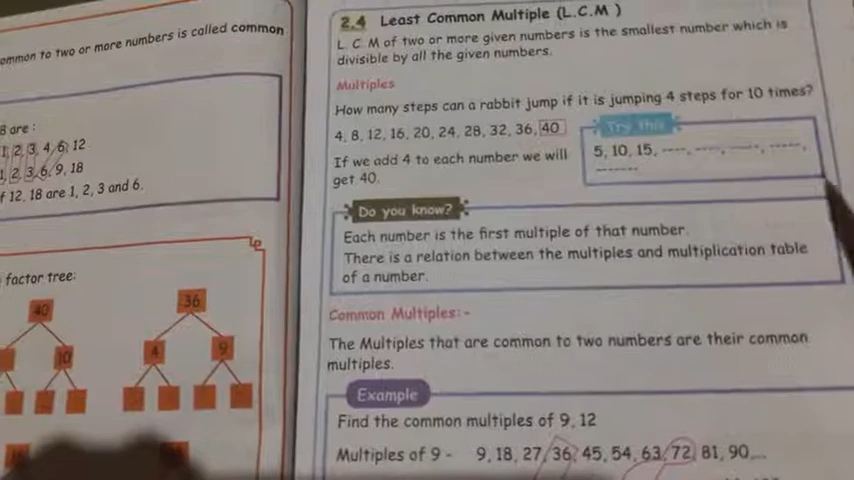 ommon to two or more numbers is called common
8 are :
1, 2, 3, 4, 6, 12
1, 2, 3, 6, 9, 18
f 12, 18 are 1, 2, 3 and 6.
factor tree:
40
10
36
4
9
2.4 Least Common Multiple (L.C.M )
L. C. M of two or more given numbers is the smallest number which is
divisible by all the given numbers.
Multiples
How many steps can a rabbit jump if it is jumping 4 steps for 10 times?
4, 8, 12, 16, 20, 24, 28, 32, 36, 40
If we add 4 to each number we will
get 40.
Try this
5, 10, 15, ----, ----, -----, -----,
-------
Do you know?
Each number is the first multiple of that number.
There is a relation between the multiples and multiplication table
of a number.
Common Multiples: -
The Multiples that are common to two numbers are their common
multiples.
Example
Find the common multiples of 9, 12
Multiples of 9 - 9, 18, 27, 36, 45, 54, 63, 72, 81, 90,...